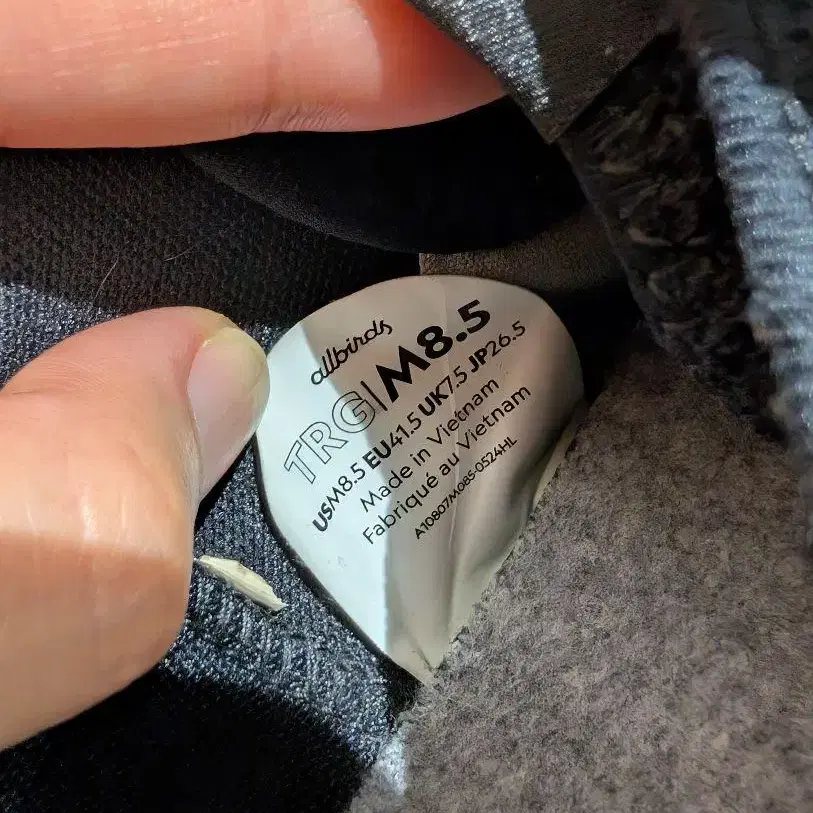 allbirds
TRG|M8.5
USM8.5 EU41.5 UK7.5 JP26.5
Made in Vietnam
Fabriqué au Vietnam
A10807M085-0524HL